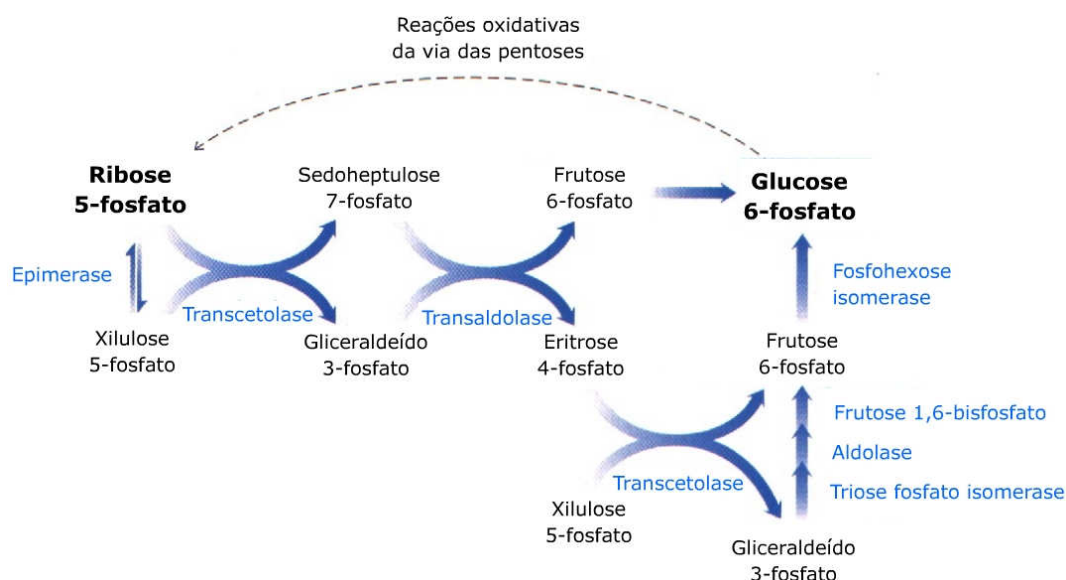 Reações oxidativas
da via das pentoses
Ribose
5-fosfato
Sedoheptulose
7-fosfato
Frutose
6-fosfato
Glucose
6-fosfato
Epimerase
Transcetolase
Transaldolase
Fosfohexose
isomerase
Xilulose
5-fosfato
Gliceraldeído
3-fosfato
Eritrose
4-fosfato
Frutose
6-fosfato
Frutose 1,6-bisfosfato
Aldolase
Triose fosfato isomerase
Transcetolase
Xilulose
5-fosfato
Gliceraldeído
3-fosfato